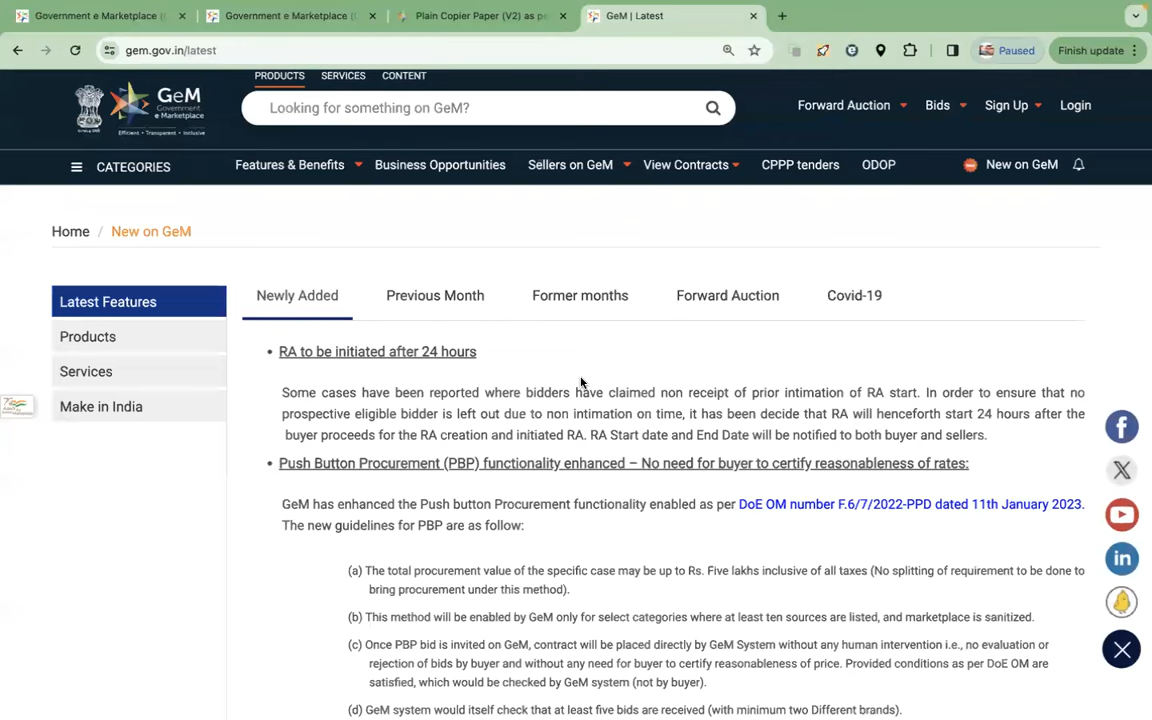 Government e Marketplace (
Government e Marketplace (
Plain Copier Paper (V2) as pe
GeM | Latest
gem.gov.in/latest
Paused
Finish update
PRODUCTS SERVICES CONTENT
GeM
Government
e Marketplace
Efficient • Transparent • Inclusive
Looking for something on GeM?
Forward Auction Bids Sign Up Login
CATEGORIES
Features & Benefits Business Opportunities Sellers on GeM View Contracts CPPP tenders ODOP New on GeM
Home / New on GeM
Latest Features
Products
Services
Make in India
Newly Added Previous Month Former months Forward Auction Covid-19
• RA to be initiated after 24 hours
Some cases have been reported where bidders have claimed non receipt of prior intimation of RA start. In order to ensure that no
prospective eligible bidder is left out due to non intimation on time, it has been decide that RA will henceforth start 24 hours after the
buyer proceeds for the RA creation and initiated RA. RA Start date and End Date will be notified to both buyer and sellers.
• Push Button Procurement (PBP) functionality enhanced – No need for buyer to certify reasonableness of rates:
GeM has enhanced the Push button Procurement functionality enabled as per DoE OM number F.6/7/2022-PPD dated 11th January 2023.
The new guidelines for PBP are as follow:
(a) The total procurement value of the specific case may be up to Rs. Five lakhs inclusive of all taxes (No splitting of requirement to be done to
bring procurement under this method).
(b) This method will be enabled by GeM only for select categories where at least ten sources are listed, and marketplace is sanitized.
(c) Once PBP bid is invited on GeM, contract will be placed directly by GeM System without any human intervention i.e., no evaluation or
rejection of bids by buyer and without any need for buyer to certify reasonableness of price. Provided conditions as per DoE OM are
satisfied, which would be checked by GeM system (not by buyer).
(d) GeM system would itself check that at least five bids are received (with minimum two Different brands).